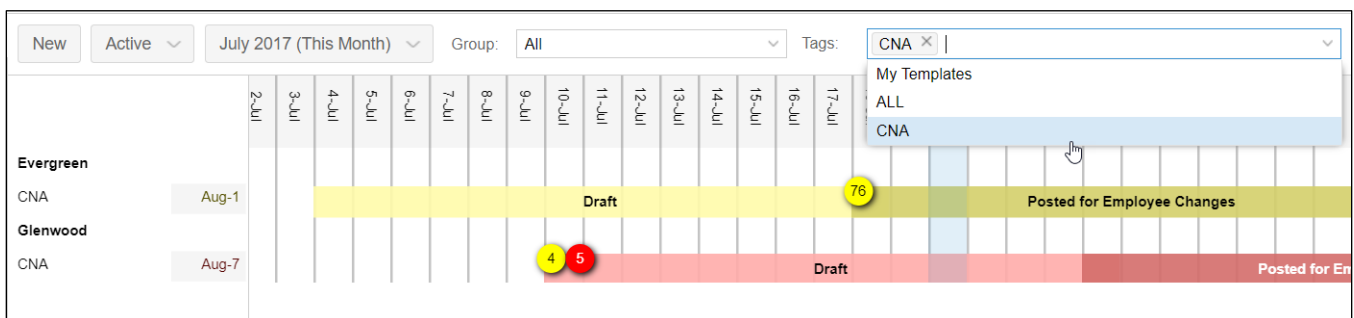 New Active July 2017 (This Month) Group: All Tags: CNA ×
My Templates
ALL
CNA
2-Jul 3-Jul 4-Jul 5-Jul 6-Jul 7-Jul 8-Jul 9-Jul 10-Jul 11-Jul 12-Jul 13-Jul 14-Jul 15-Jul 16-Jul 17-Jul
Evergreen
CNA Aug-1 Draft 76 Posted for Employee Changes
Glenwood
CNA Aug-7 4 5 Draft Posted for Em